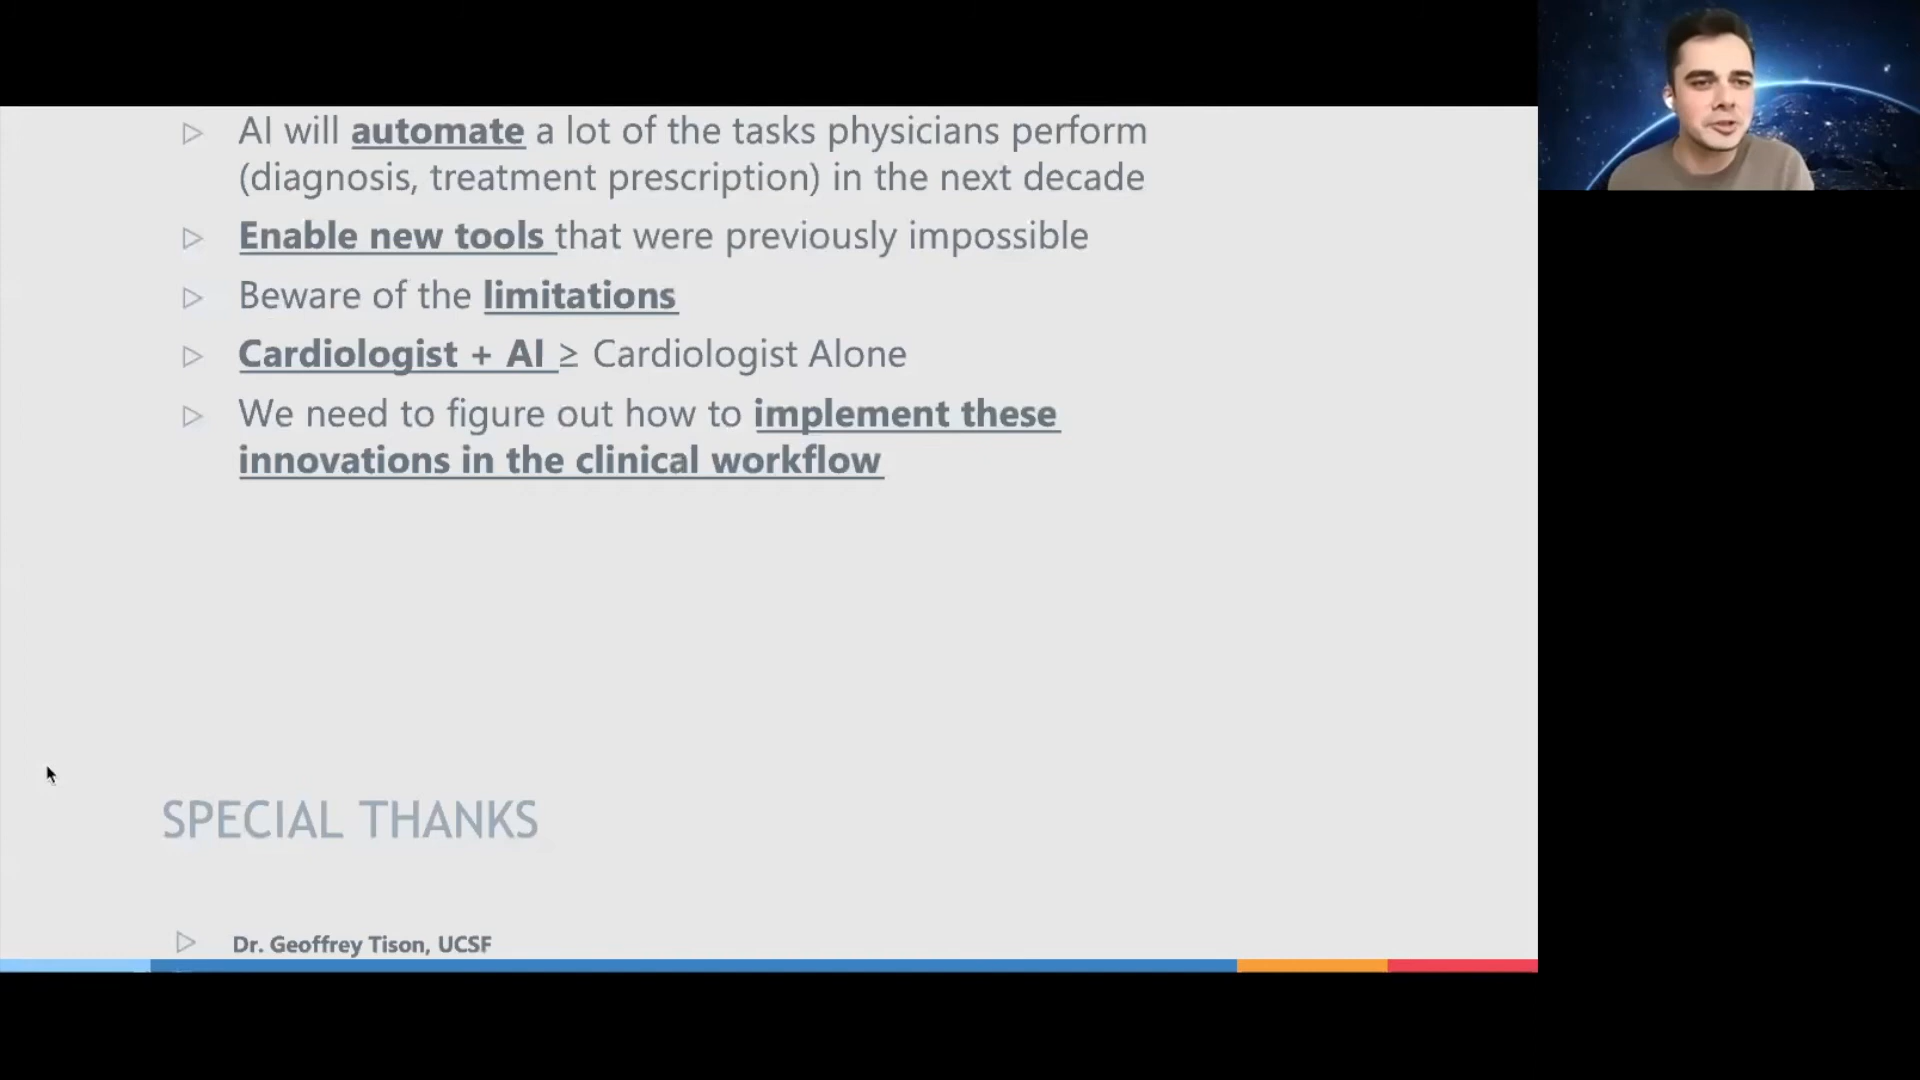 AI will automate a lot of the tasks physicians perform
(diagnosis, treatment prescription) in the next decade
Enable new tools that were previously impossible
Beware of the limitations
Cardiologist + AI ≥ Cardiologist Alone
We need to figure out how to implement these
innovations in the clinical workflow
SPECIAL THANKS
Dr. Geoffrey Tison, UCSF